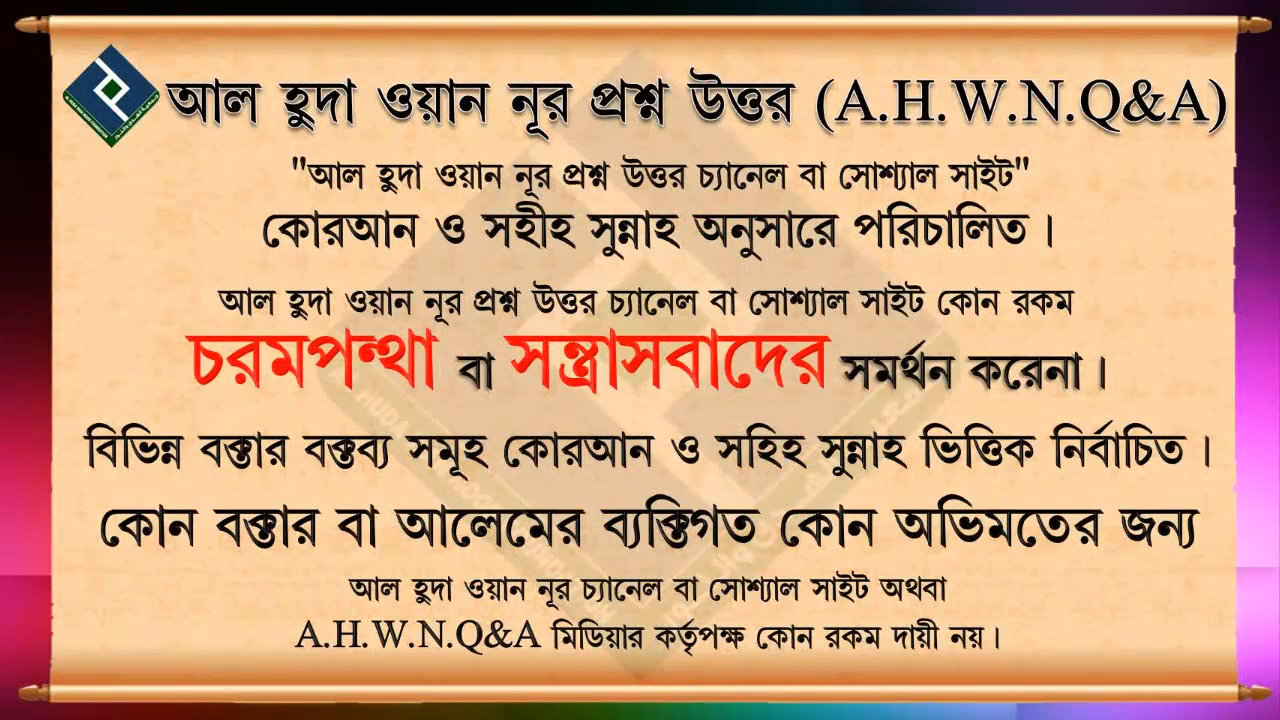 আল হুদা ওয়ান নূর প্রশ্ন উত্তর (A.H.W.N.Q&A)
"আল হুদা ওয়ান নূর প্রশ্ন উত্তর চ্যানেল বা সোশ্যাল সাইট"
কোরআন ও সহীহ সুন্নাহ অনুসারে পরিচালিত।
আল হুদা ওয়ান নূর প্রশ্ন উত্তর চ্যানেল বা সোশ্যাল সাইট কোন রকম
চরমপন্থা বা সন্ত্রাসবাদের সমর্থন করেনা।
বিভিন্ন বক্তার বক্তব্য সমূহ কোরআন ও সহিহ সুন্নাহ ভিত্তিক নির্বাচিত।
কোন বক্তার বা আলেমের ব্যক্তিগত কোন অভিমতের জন্য
আল হুদা ওয়ান নূর চ্যানেল বা সোশ্যাল সাইট অথবা
A.H.W.N.Q&A মিডিয়ার কর্তৃপক্ষ কোন রকম দায়ী নয়।